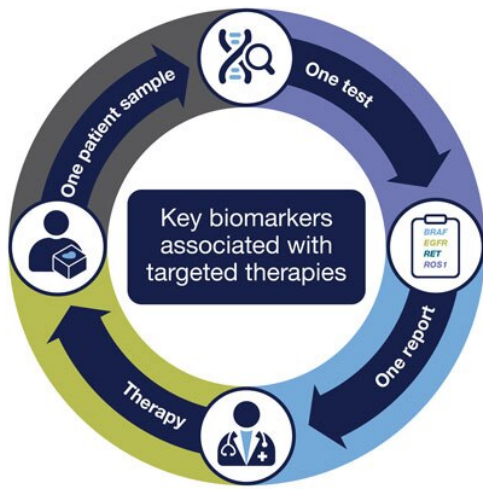 One patient sample
One test
Key biomarkers
associated with
targeted therapies
BRAF
EGFR
RET
ROS1
One report
Therapy